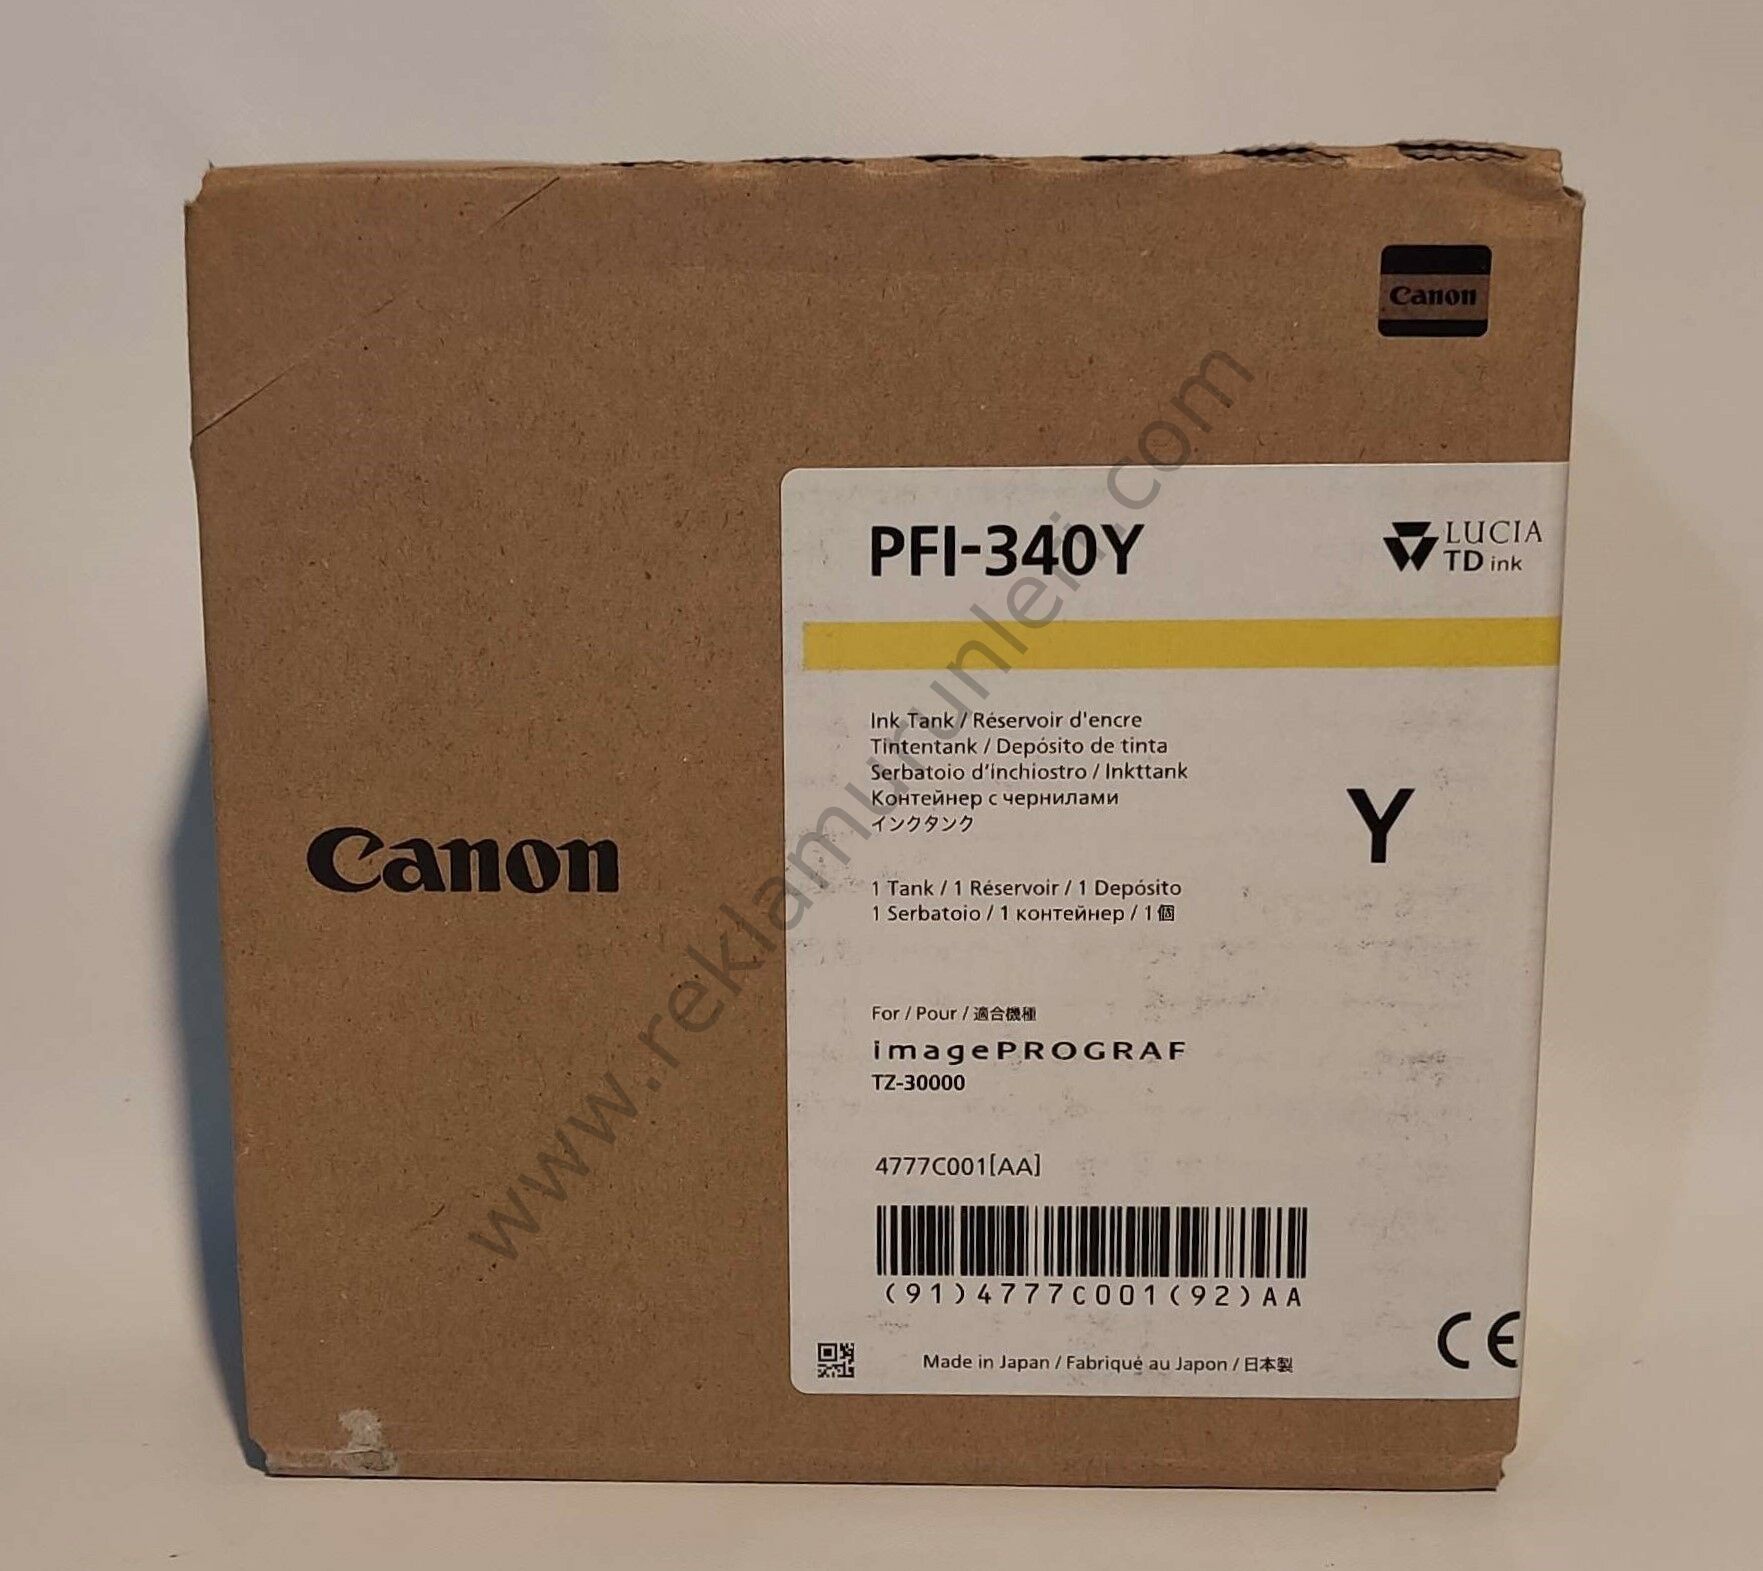 Canon
PFI-340Y
LUCIA
TD ink
Ink Tank / Réservoir d'encre
Tintentank / Depósito de tinta
Serbatoio d'inchiostro / Inkttank
Контейнер с чернилами
インクタンク
Y
Canon
1 Tank / 1 Réservoir / 1 Depósito
1 Serbatoio / 1 контейнер / 1個
For / Pour / 適合機種
imagePROGRAF
TZ-30000
4777C001[AA]
(91)4777C001(92)AA
CE
Made in Japan / Fabriqué au Japon / 日本製
www.reklamurunleri.com